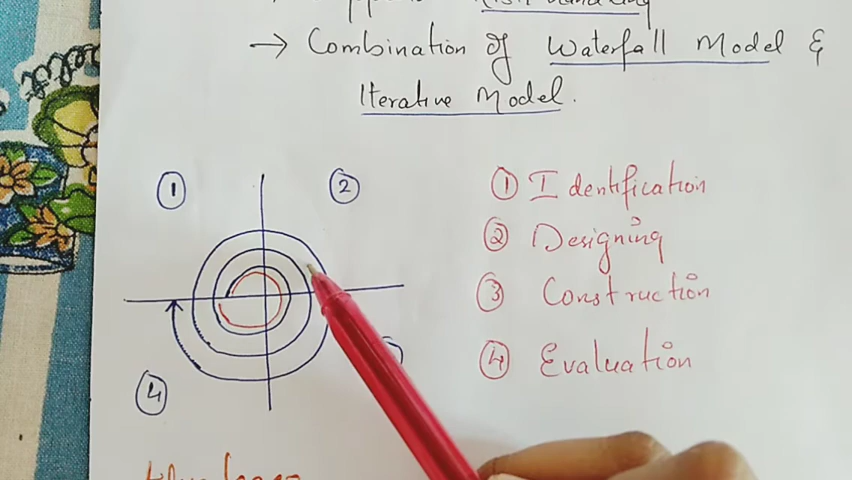 → Combination of Waterfall Model &
Iterative Model.
① ②
① Identification
② Designing
③ Construction
④ Evaluation
④